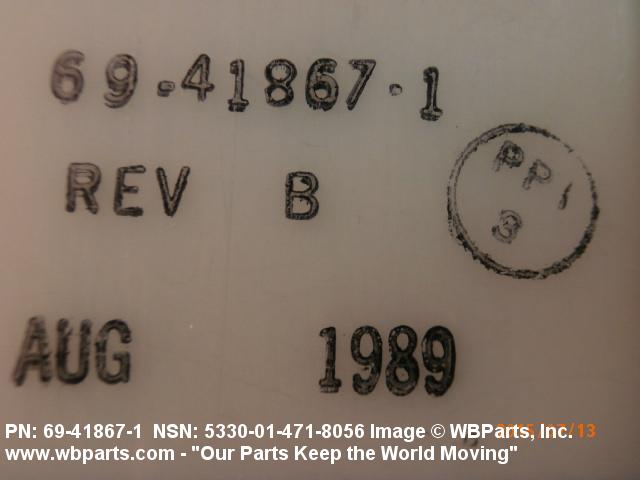 69-41867-1
REV B
PPI
3
AUG 1989
PN: 69-41867-1 NSN: 5330-01-471-8056 Image © WBParts, Inc.
www.wbparts.com - "Our Parts Keep the World Moving"